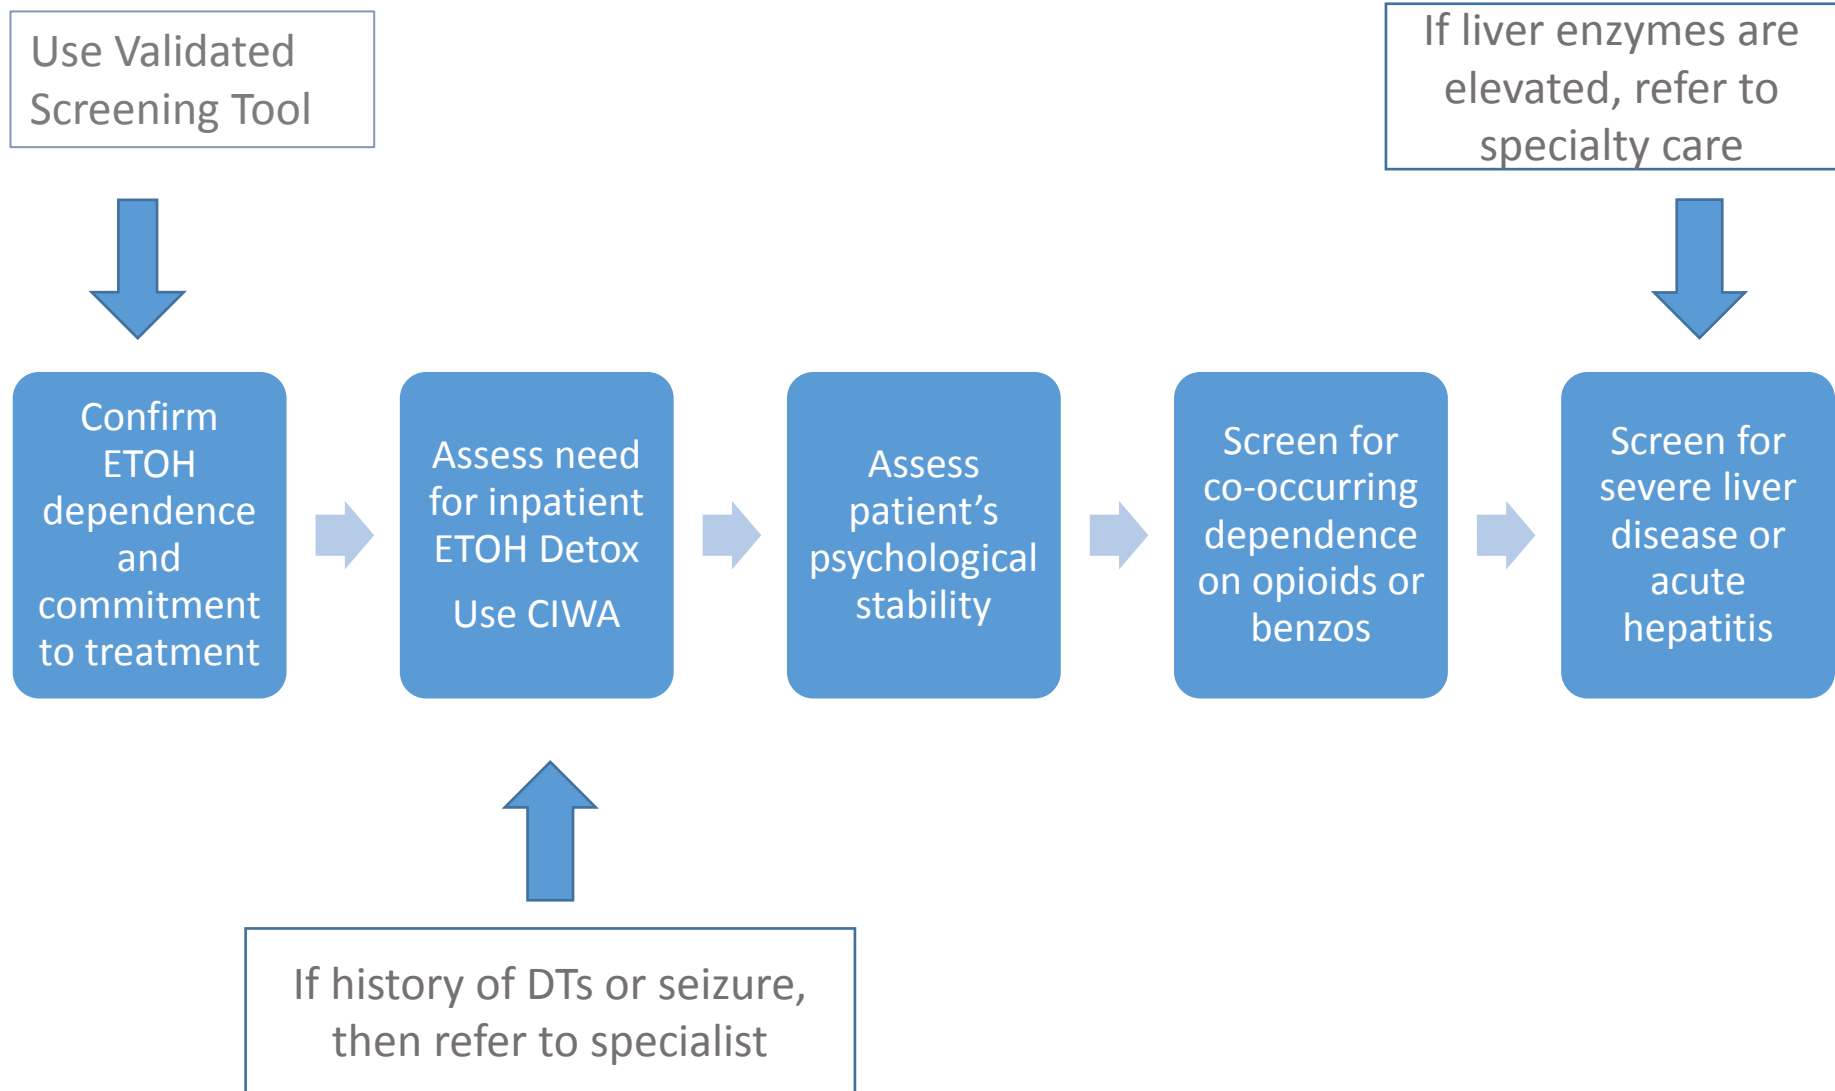 Use Validated
Screening Tool
If liver enzymes are
elevated, refer to
specialty care
Confirm
ETOH
dependence
and
commitment
to treatment
Assess need
for inpatient
ETOH Detox
Use CIWA
Assess
patient’s
psychological
stability
Screen for
co-occurring
dependence
on opioids or
benzos
Screen for
severe liver
disease or
acute
hepatitis
If history of DTs or seizure,
then refer to specialist